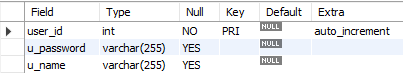 Field Type Null Key Default Extra
user_id int NO PRI NULL auto_increment
u_password varchar(255) YES NULL
u_name varchar(255) YES NULL